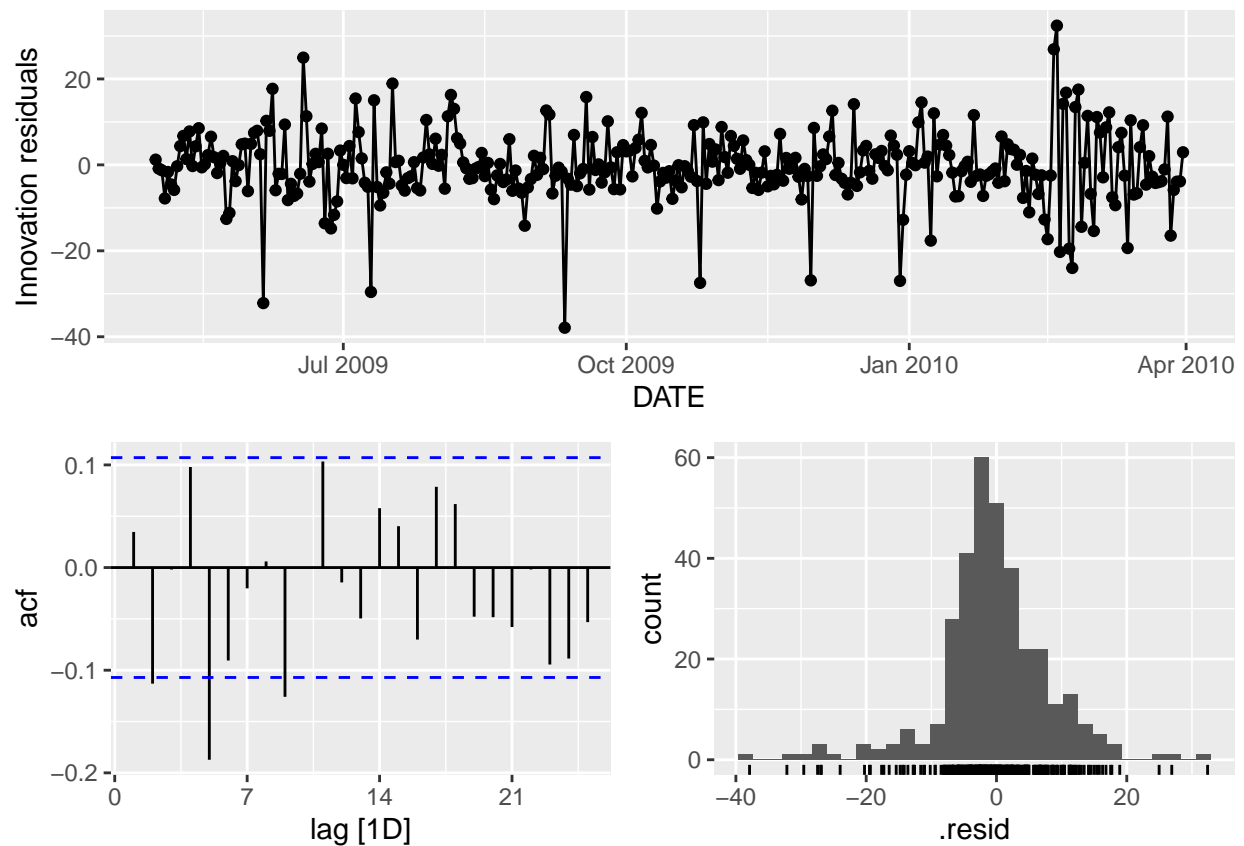 Innovation residuals
20
0
−20
−40
Jul 2009
Oct 2009
Jan 2010
Apr 2010
DATE
acf
0.1
0.0
−0.1
−0.2
0
7
14
21
lag [1D]
count
60
40
20
0
−40
−20
0
20
.resid